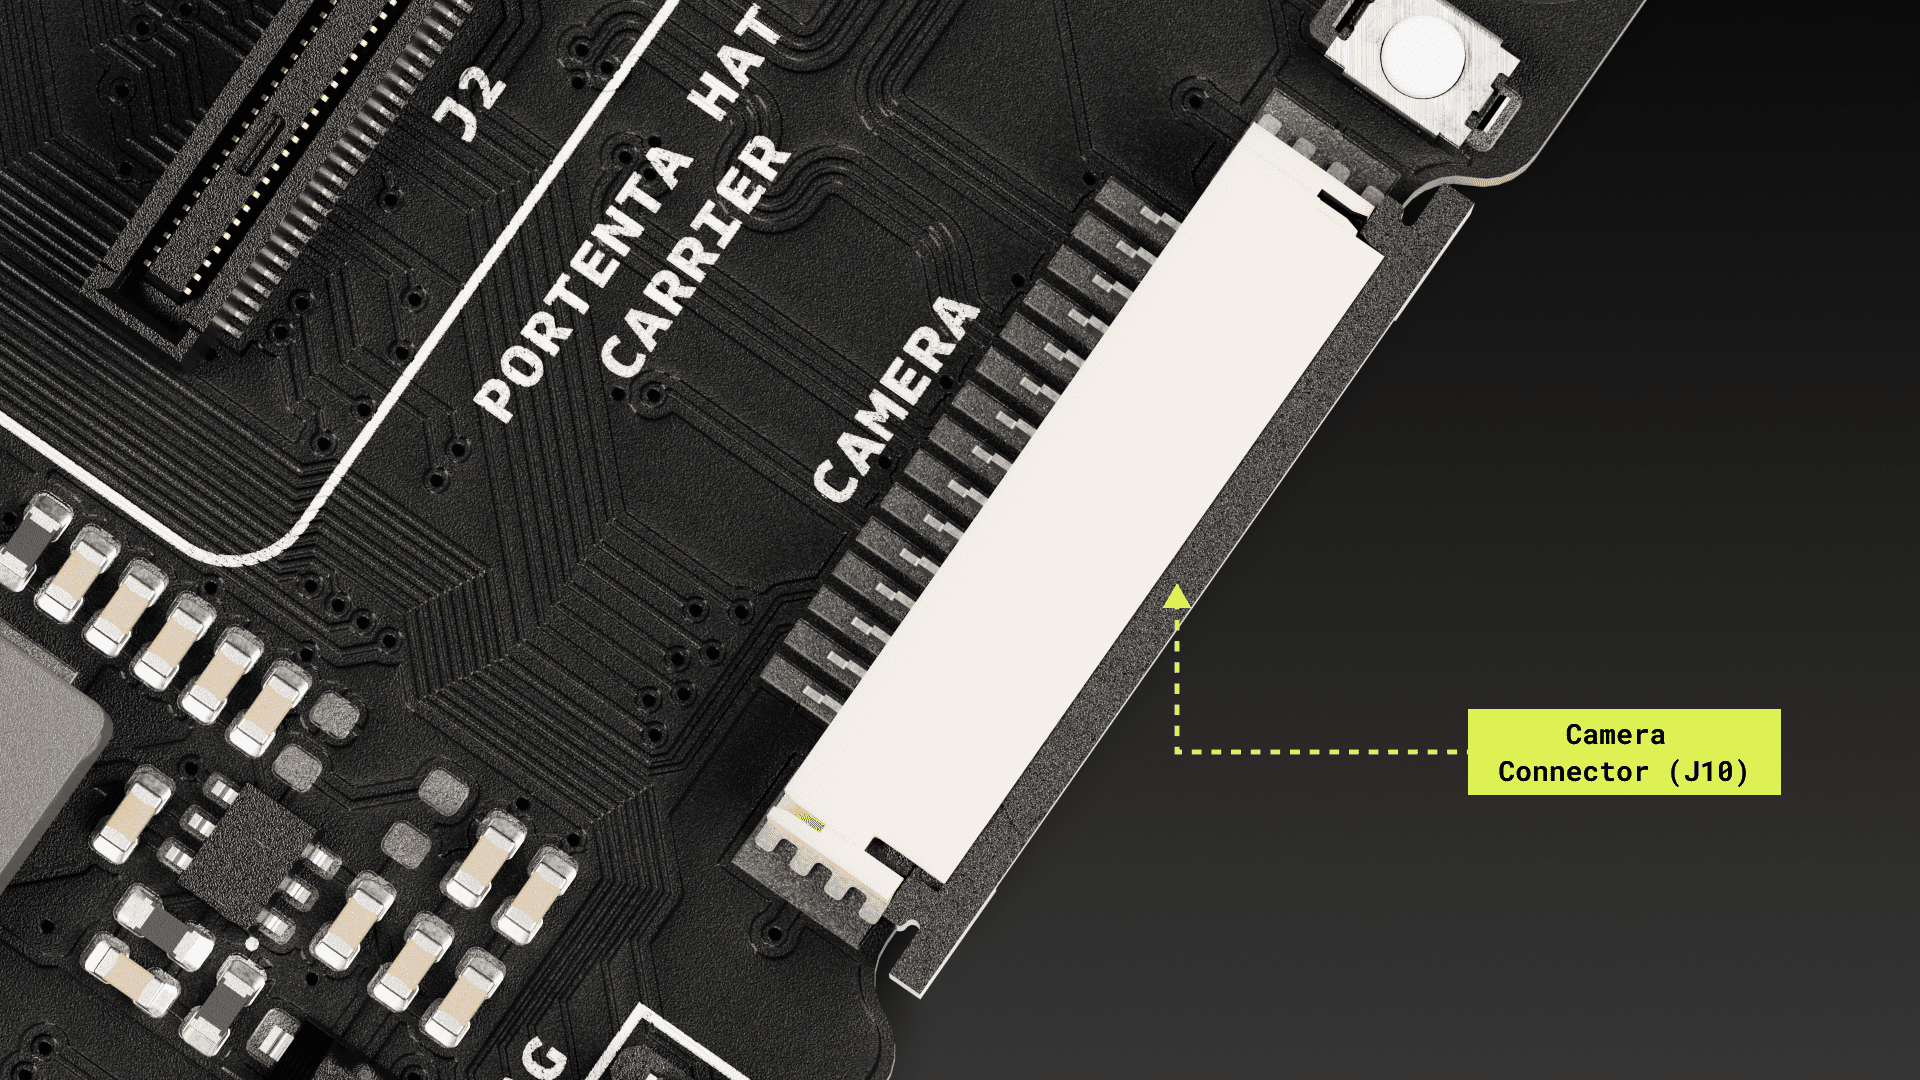 J2
PORTENTA HAT
CARRIER
CAMERA
Camera
Connector (J10)